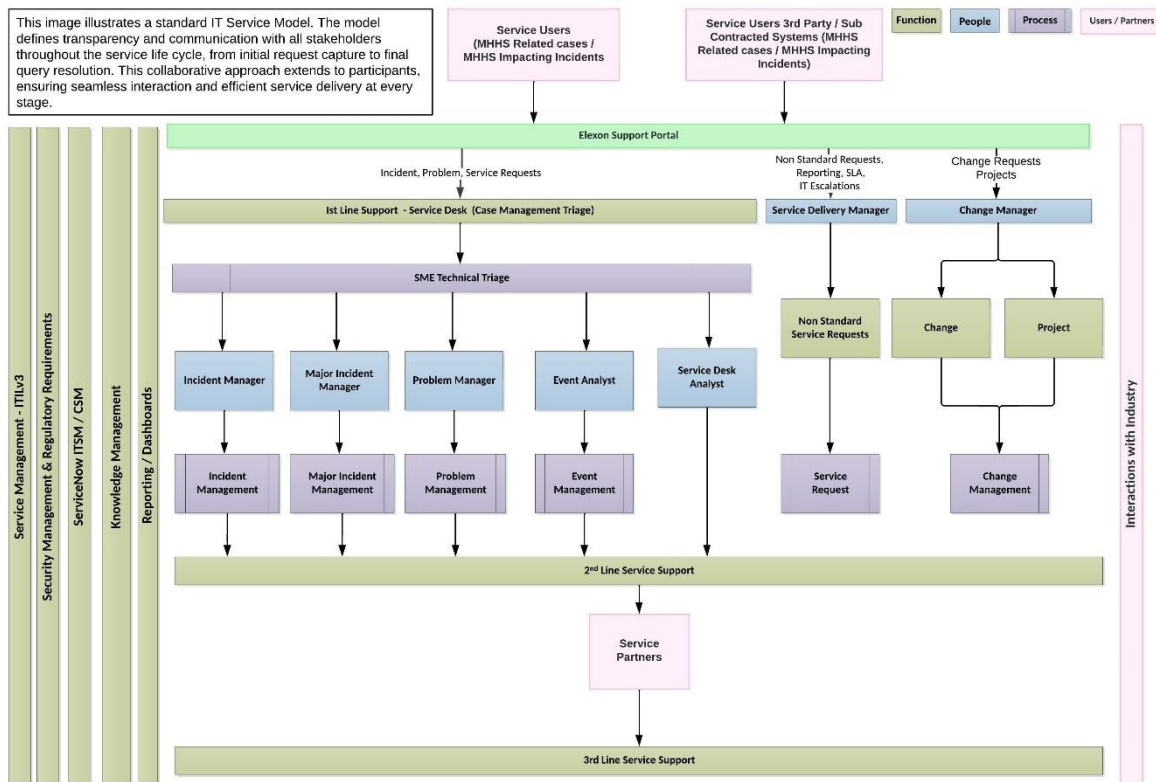 This image illustrates a standard IT Service Model. The model
defines transparency and communication with all stakeholders
throughout the service life cycle, from initial request capture to final
query resolution. This collaborative approach extends to participants,
ensuring seamless interaction and efficient service delivery at every
stage.
Service Users
(MHHS Related cases /
MHHS Impacting Incidents
Service Users 3rd Party / Sub
Contracted Systems (MHHS
Related cases / MHHS Impacting
Incidents)
Function
People
Process
Users / Partners
Elexon Support Portal
Incident, Problem, Service Requests
Non Standard Requests,
Reporting, SLA,
IT Escalations
Change Requests
Projects
Ist Line Support - Service Desk (Case Management Triage)
Service Delivery Manager
Change Manager
SME Technical Triage
Non Standard
Service Requests
Change
Project
Incident Manager
Major Incident
Manager
Problem Manager
Event Analyst
Service Desk
Analyst
Incident
Management
Major Incident
Management
Problem
Management
Event
Management
Service
Request
Change
Management
2nd Line Service Support
Service
Partners
3rd Line Service Support
Service Management - ITILv3
Security Management & Regulatory Requirements
ServiceNow ITSM / CSM
Knowledge Management
Reporting / Dashboards
Interactions with Industry